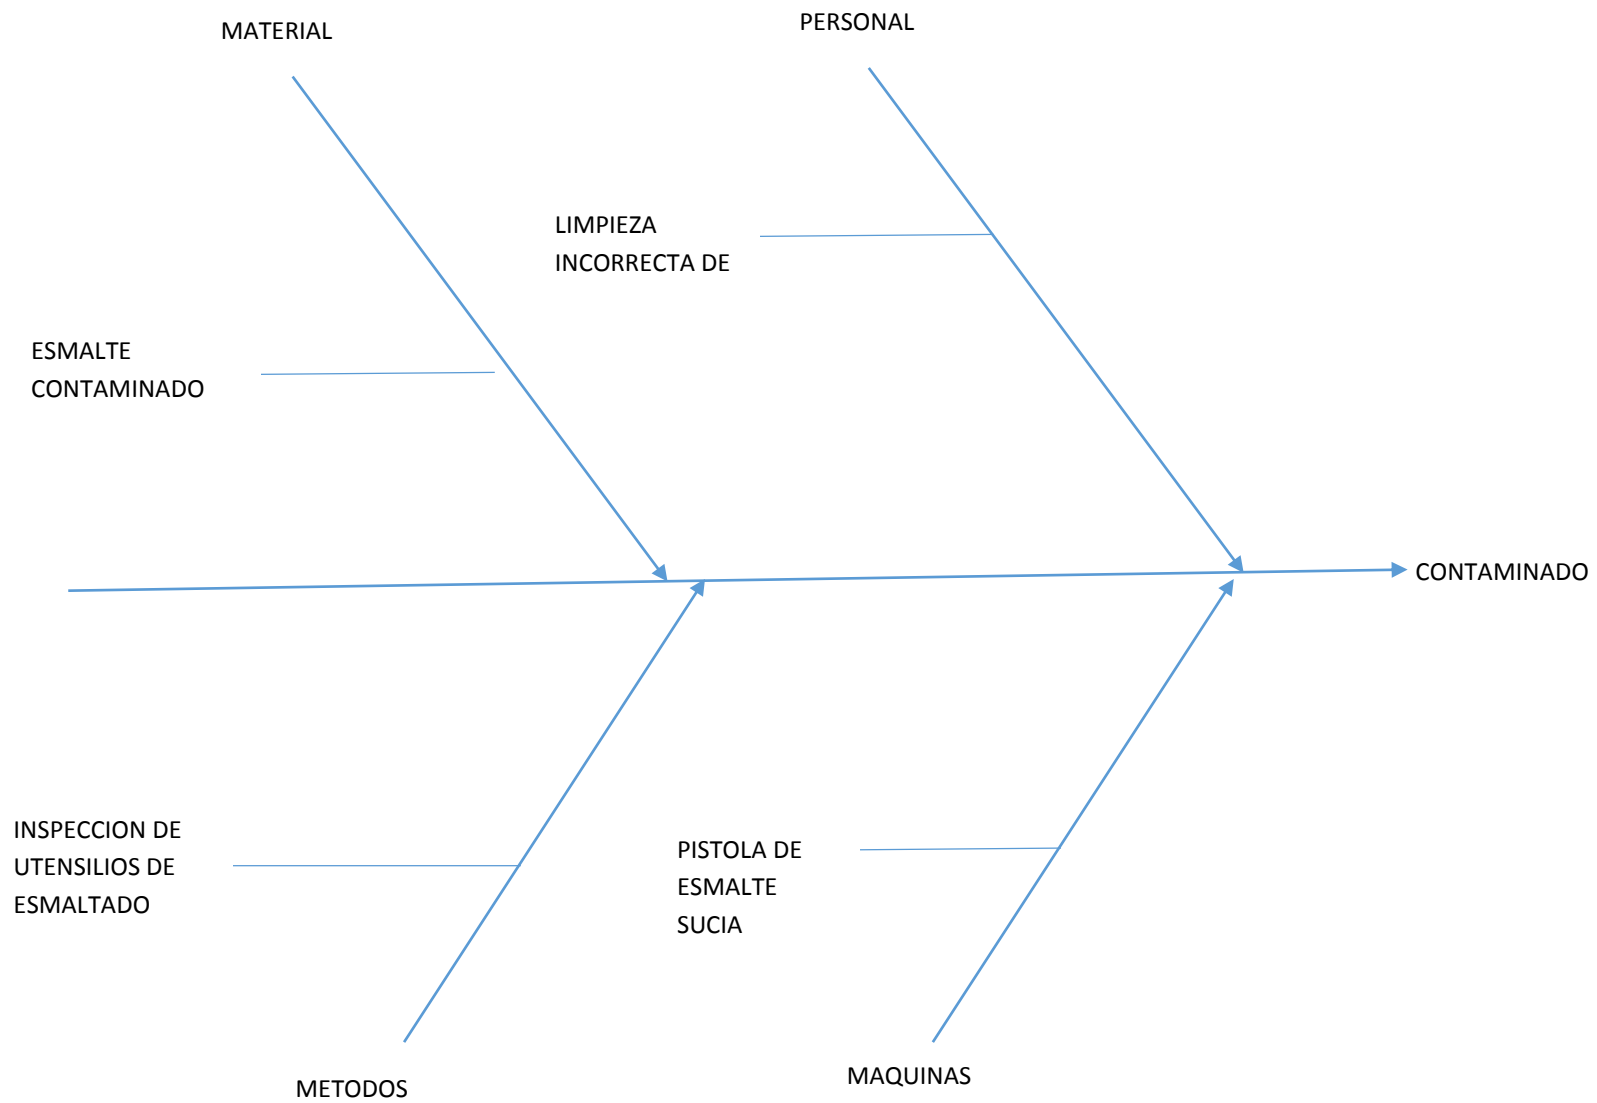 MATERIAL
PERSONAL
LIMPIEZA
INCORRECTA DE
ESMALTE
CONTAMINADO
CONTAMINADO
INSPECCION DE
UTENSILIOS DE
ESMALTADO
PISTOLA DE
ESMALTE
SUCIA
METODOS
MAQUINAS